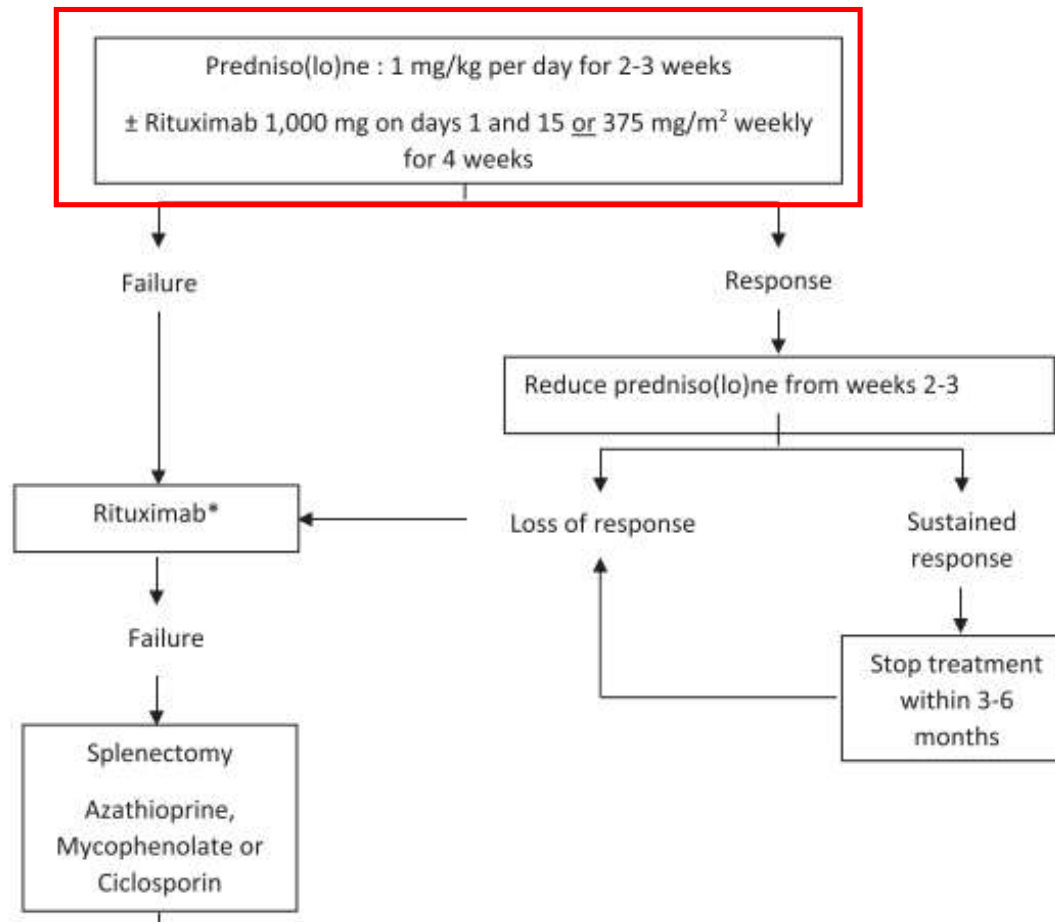 Predniso(lo)ne : 1 mg/kg per day for 2-3 weeks
± Rituximab 1,000 mg on days 1 and 15 or 375 mg/m² weekly
for 4 weeks
Failure
Response
Reduce predniso(lo)ne from weeks 2-3
Rituximab*
Loss of response
Sustained
response
Failure
Stop treatment
within 3-6
months
Splenectomy
Azathioprine,
Mycophenolate or
Ciclosporin